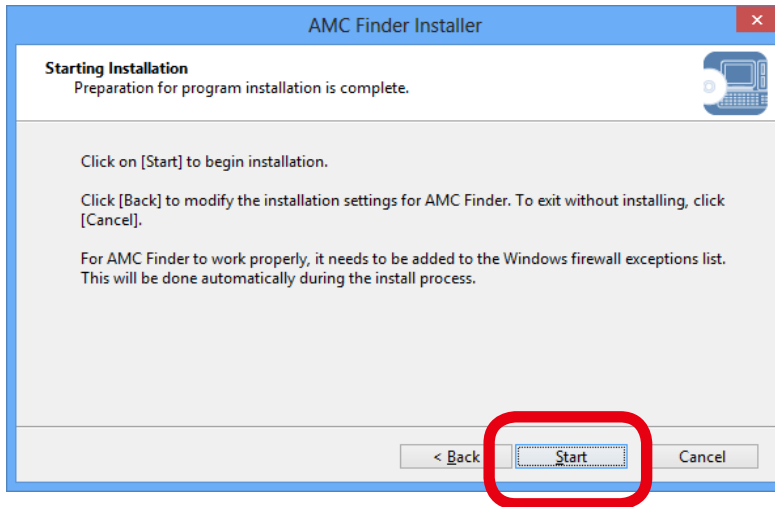 AMC Finder Installer
Starting Installation
Preparation for program installation is complete.
Click on [Start] to begin installation.
Click [Back] to modify the installation settings for AMC Finder. To exit without installing, click
[Cancel].
For AMC Finder to work properly, it needs to be added to the Windows firewall exceptions list.
This will be done automatically during the install process.
< Back Start Cancel